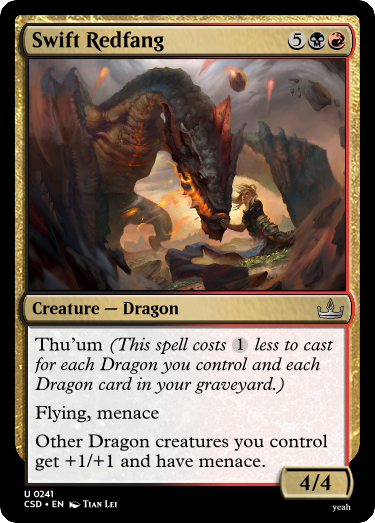 Swift Redfang 5
Creature — Dragon
Thu'um (This spell costs 1 less to cast
for each Dragon you control and each
Dragon card in your graveyard.)
Flying, menace
Other Dragon creatures you control
get +1/+1 and have menace.
4/4
U 0241
CSD • EN Tian Lei
yeah